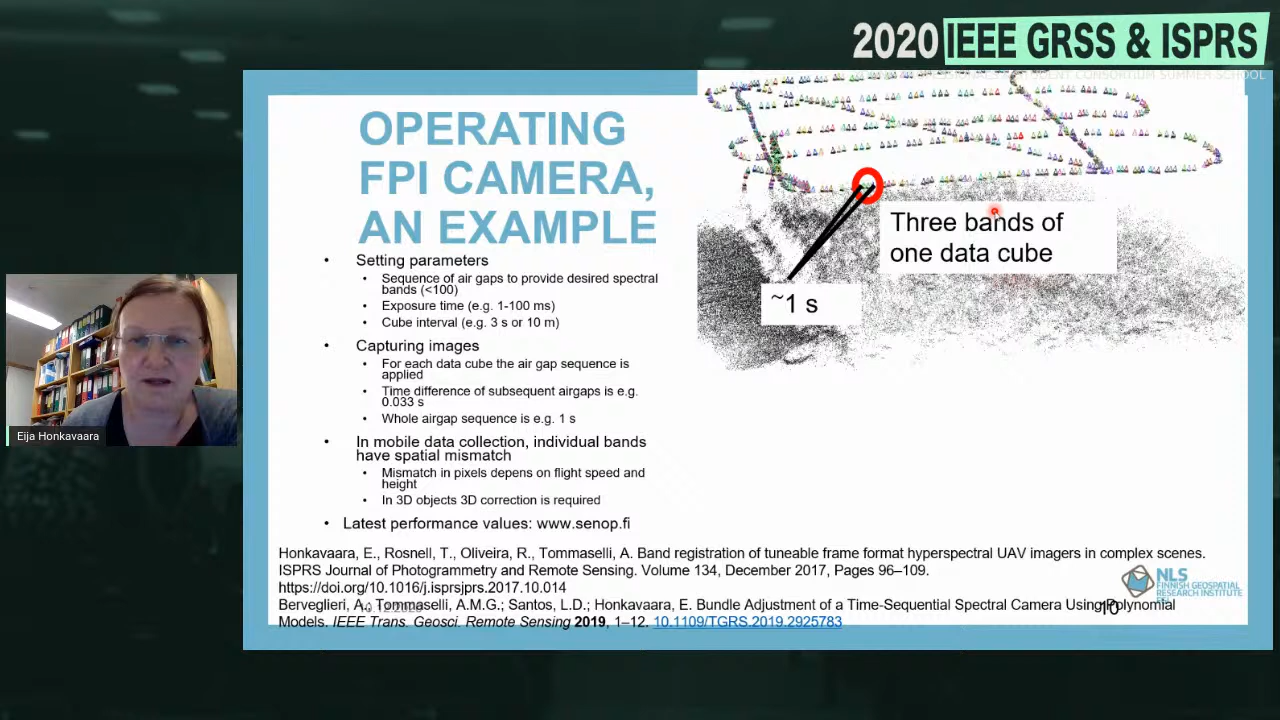 2020 IEEE GRSS & ISPRS
OPERATING
FPI CAMERA,
AN EXAMPLE
• Setting parameters
• Sequence of air gaps to provide desired spectral
bands (<100)
• Exposure time (e.g. 1-100 ms)
• Cube interval (e.g. 3 s or 10 m)
• Capturing images
• For each data cube the air gap sequence is
applied
• Time difference of subsequent airgaps is e.g.
0.033 s
• Whole airgap sequence is e.g. 1 s
• In mobile data collection, individual bands
have spatial mismatch
• Mismatch in pixels depens on flight speed and
height
• In 3D objects 3D correction is required
• Latest performance values: www.senop.fi
Three bands of
one data cube
~1 s
Eija Honkavaara
Honkavaara, E., Rosnell, T., Oliveira, R., Tommaselli, A. Band registration of tuneable frame format hyperspectral UAV imagers in complex scenes.
ISPRS Journal of Photogrammetry and Remote Sensing. Volume 134, December 2017, Pages 96–109.
https://doi.org/10.1016/j.isprsjprs.2017.10.014
Berveglieri, A, Tommaselli, A.M.G.; Santos, L.D.; Honkavaara, E. Bundle Adjustment of a Time-Sequential Spectral Camera Using Polynomial
Models. IEEE Trans. Geosci. Remote Sensing 2019, 1–12. 10.1109/TGRS.2019.2925783
NLS
FINNISH GEOSPATIAL
RESEARCH INSTITUTE
FGI
10